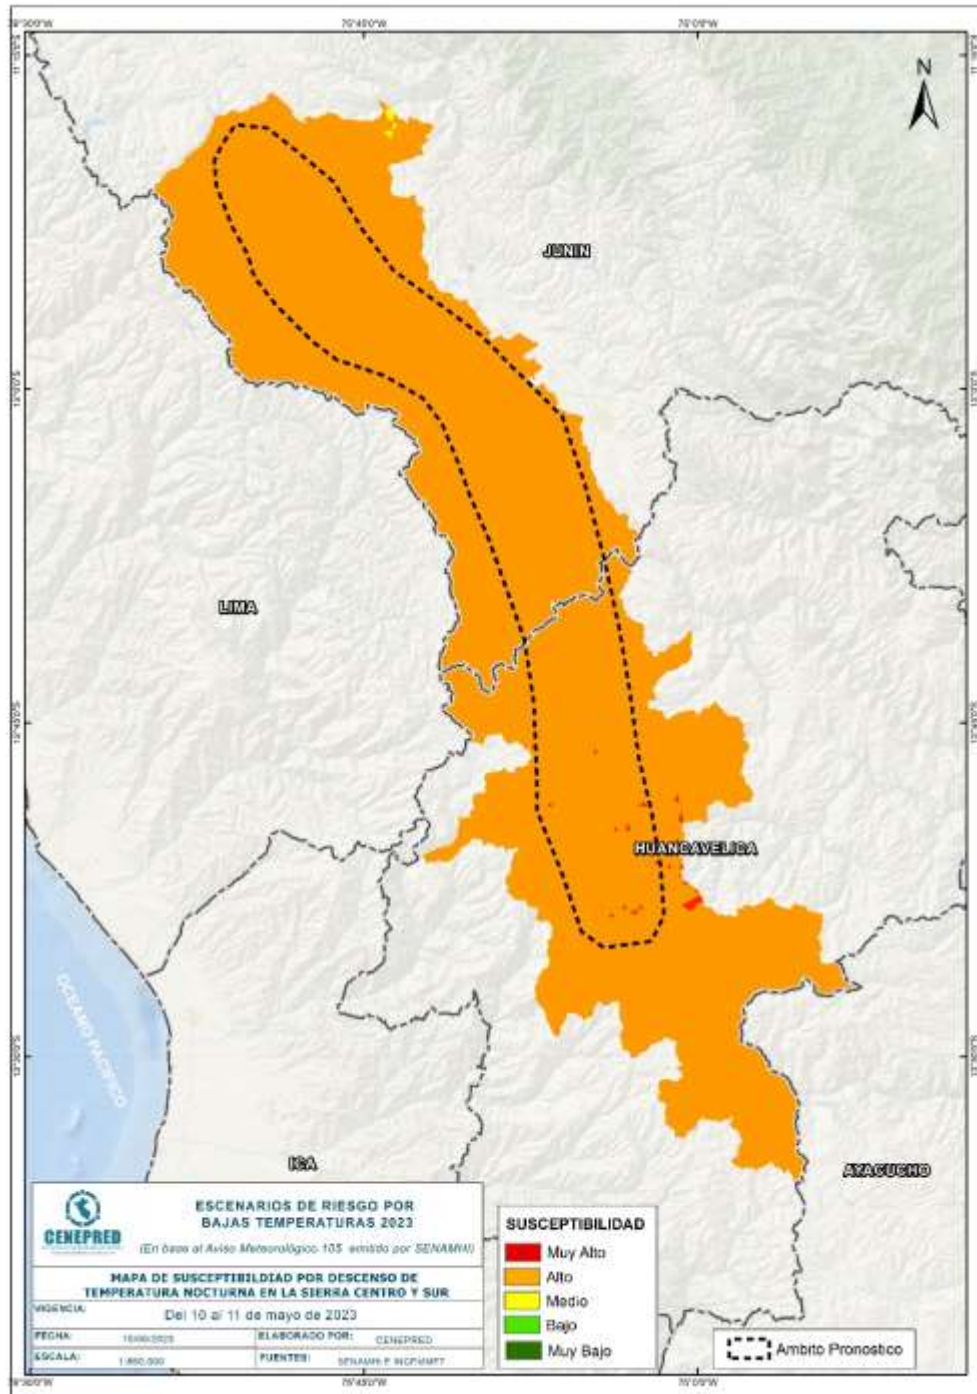 N
JUNIN
LIMA
HUANCAVELICA
OCEANO PACIFICO
ICA
AYACUCHO
CENEPRED
ESCENARIOS DE RIESGO POR
BAJAS TEMPERATURAS 2023
(En base al Aviso Meteorológico 105 emitido por SENAMHI)
MAPA DE SUSCEPTIBILDIAD POR DESCENSO DE
TEMPERATURA NOCTURNA EN LA SIERRA CENTRO Y SUR
VIGENCIA:
Del 10 al 11 de mayo de 2023
FECHA:
ELABORADO POR: CENEPRED
ESCALA:
FUENTES: SENAMHI E INGEMMET
SUSCEPTIBILIDAD
Muy Alto
Alto
Medio
Bajo
Muy Bajo
Ambito Pronostico